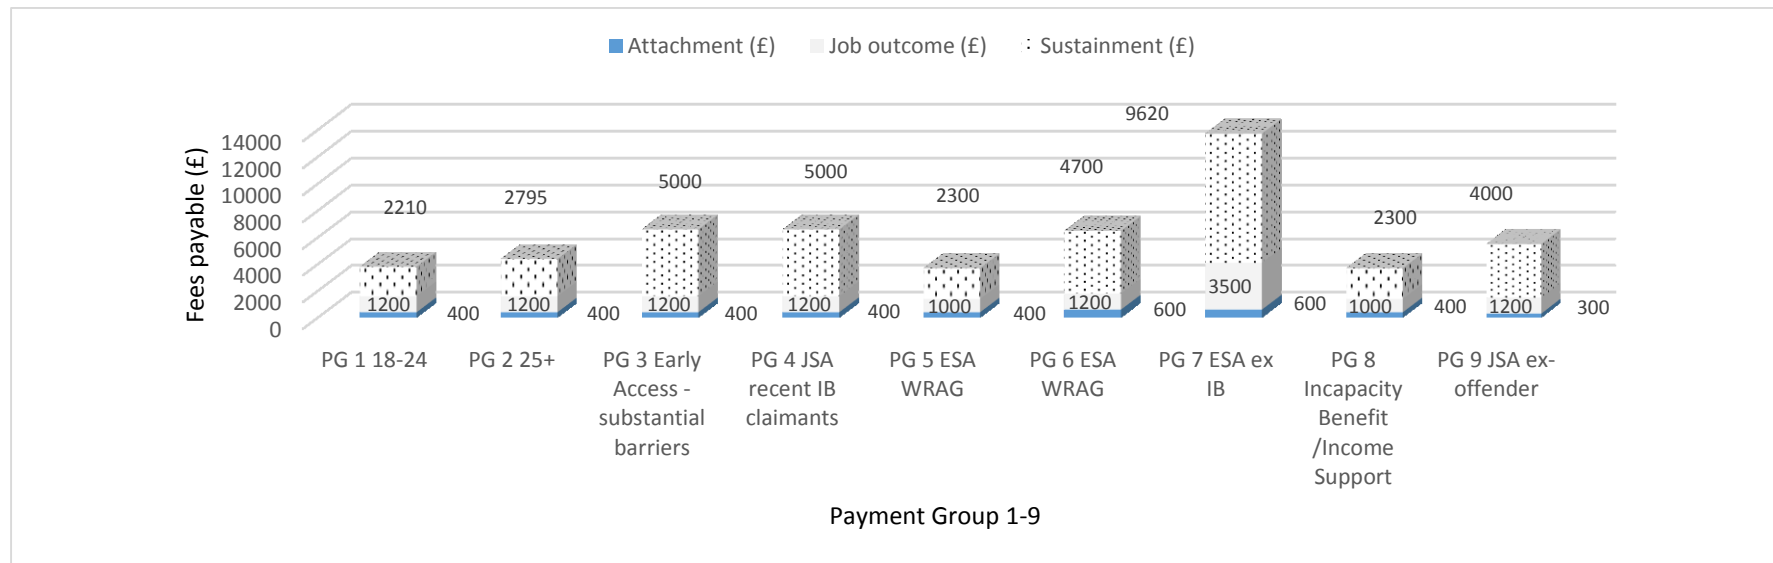 Attachment (£) Job outcome (£) Sustainment (£)
Fees payable (£)
14000
12000
10000
8000
6000
4000
2000
0
2210 2795 5000 5000 2300 4700 9620 2300 4000
1200 1200 1200 1200 1000 1200 3500 1000 1200
400 400 400 400 400 600 600 400 300
PG 1 18-24
PG 2 25+
PG 3 Early
Access -
substantial
barriers
PG 4 JSA
recent IB
claimants
PG 5 ESA
WRAG
PG 6 ESA
WRAG
PG 7 ESA ex
IB
PG 8
Incapacity
Benefit
/Income
Support
PG 9 JSA ex-
offender
Payment Group 1-9